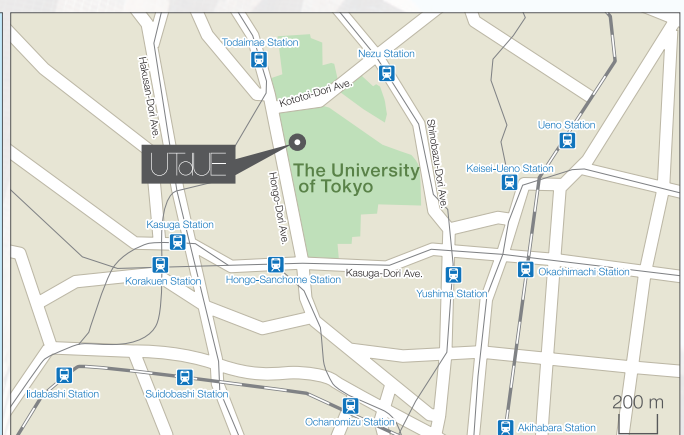 Todaimae Station
Nezu Station
Hakusan-Dori Ave.
Kototoi-Dori Ave.
Shinobazu-Dori Ave.
Ueno Station
UTdUE
The University
of Tokyo
Keisei-Ueno Station
Hongo-Dori Ave.
Kasuga Station
Korakuen Station
Hongo-Sanchome Station
Kasuga-Dori Ave.
Yushima Station
Okachimachi Station
Iidabashi Station
Suidobashi Station
Ochanomizu Station
200 m
Akihabara Station